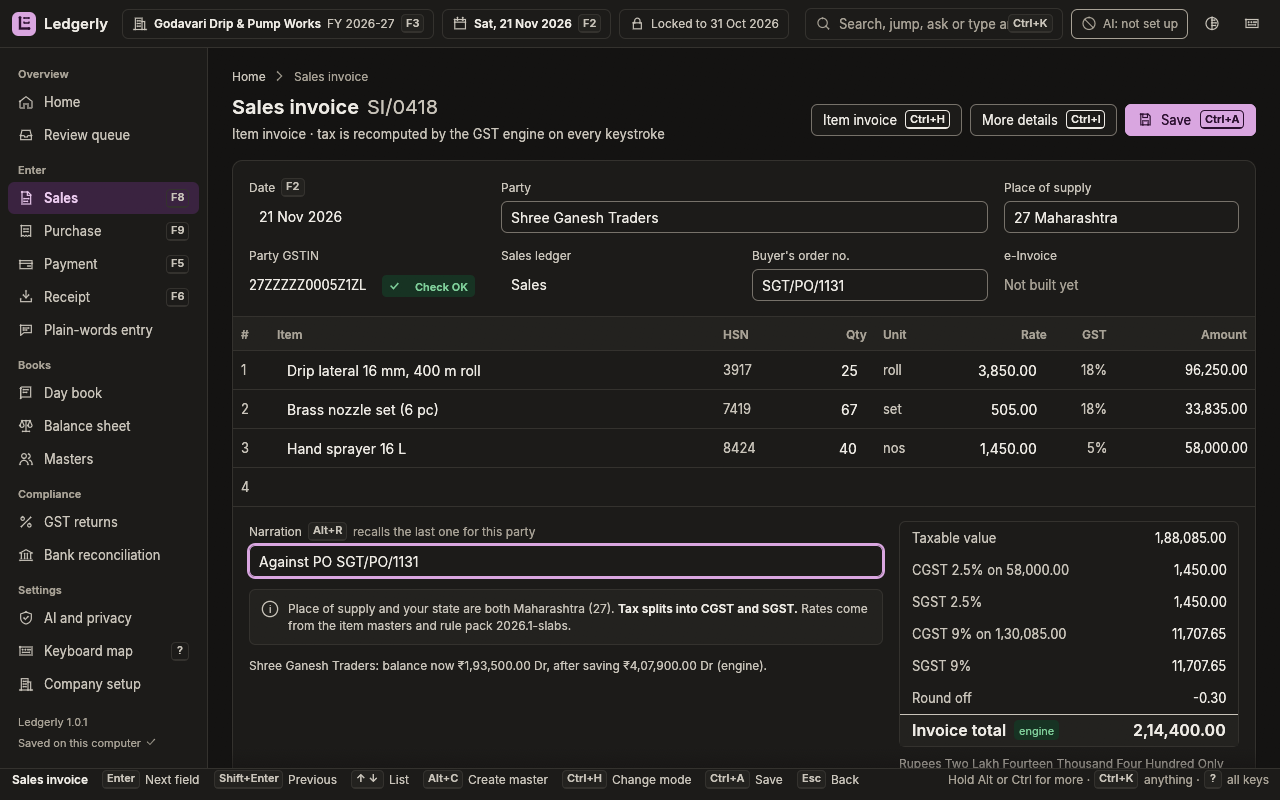 Ledgerly
Godavari Drip & Pump Works FY 2026-27 F3
Sat, 21 Nov 2026 F2
Locked to 31 Oct 2026
Search, jump, ask or type a Ctrl+K
AI: not set up
Overview
Home
Review queue
Enter
Sales F8
Purchase F9
Payment F5
Receipt F6
Plain-words entry
Books
Day book
Balance sheet
Masters
Compliance
GST returns
Bank reconciliation
Settings
AI and privacy
Keyboard map ?
Company setup
Ledgerly 1.0.1
Saved on this computer
Home Sales invoice
Sales invoice SI/0418
Item invoice · tax is recomputed by the GST engine on every keystroke
Item invoice Ctrl+H
More details Ctrl+I
Save Ctrl+A
Date F2 Party Place of supply
21 Nov 2026 Shree Ganesh Traders 27 Maharashtra
Party GSTIN Sales ledger Buyer's order no. e-Invoice
27ZZZZZ0005Z1ZL Check OK Sales SGT/PO/1131 Not built yet
# Item HSN Qty Unit Rate GST Amount
1 Drip lateral 16 mm, 400 m roll 3917 25 roll 3,850.00 18% 96,250.00
2 Brass nozzle set (6 pc) 7419 67 set 505.00 18% 33,835.00
3 Hand sprayer 16 L 8424 40 nos 1,450.00 5% 58,000.00
4
Narration Alt+R recalls the last one for this party
Against PO SGT/PO/1131
Place of supply and your state are both Maharashtra (27). Tax splits into CGST and SGST. Rates come
from the item masters and rule pack 2026.1-slabs.
Shree Ganesh Traders: balance now ₹1,93,500.00 Dr, after saving ₹4,07,900.00 Dr (engine).
Taxable value 1,88,085.00
CGST 2.5% on 58,000.00 1,450.00
SGST 2.5% 1,450.00
CGST 9% on 1,30,085.00 11,707.65
SGST 9% 11,707.65
Round off -0.30
Invoice total engine 2,14,400.00
Rupees Two Lakh Fourteen Thousand Four Hundred Only
Sales invoice Enter Next field Shift+Enter Previous ↑ ↓ List Alt+C Create master Ctrl+H Change mode Ctrl+A Save Esc Back Hold Alt or Ctrl for more · Ctrl+K anything · ? all keys